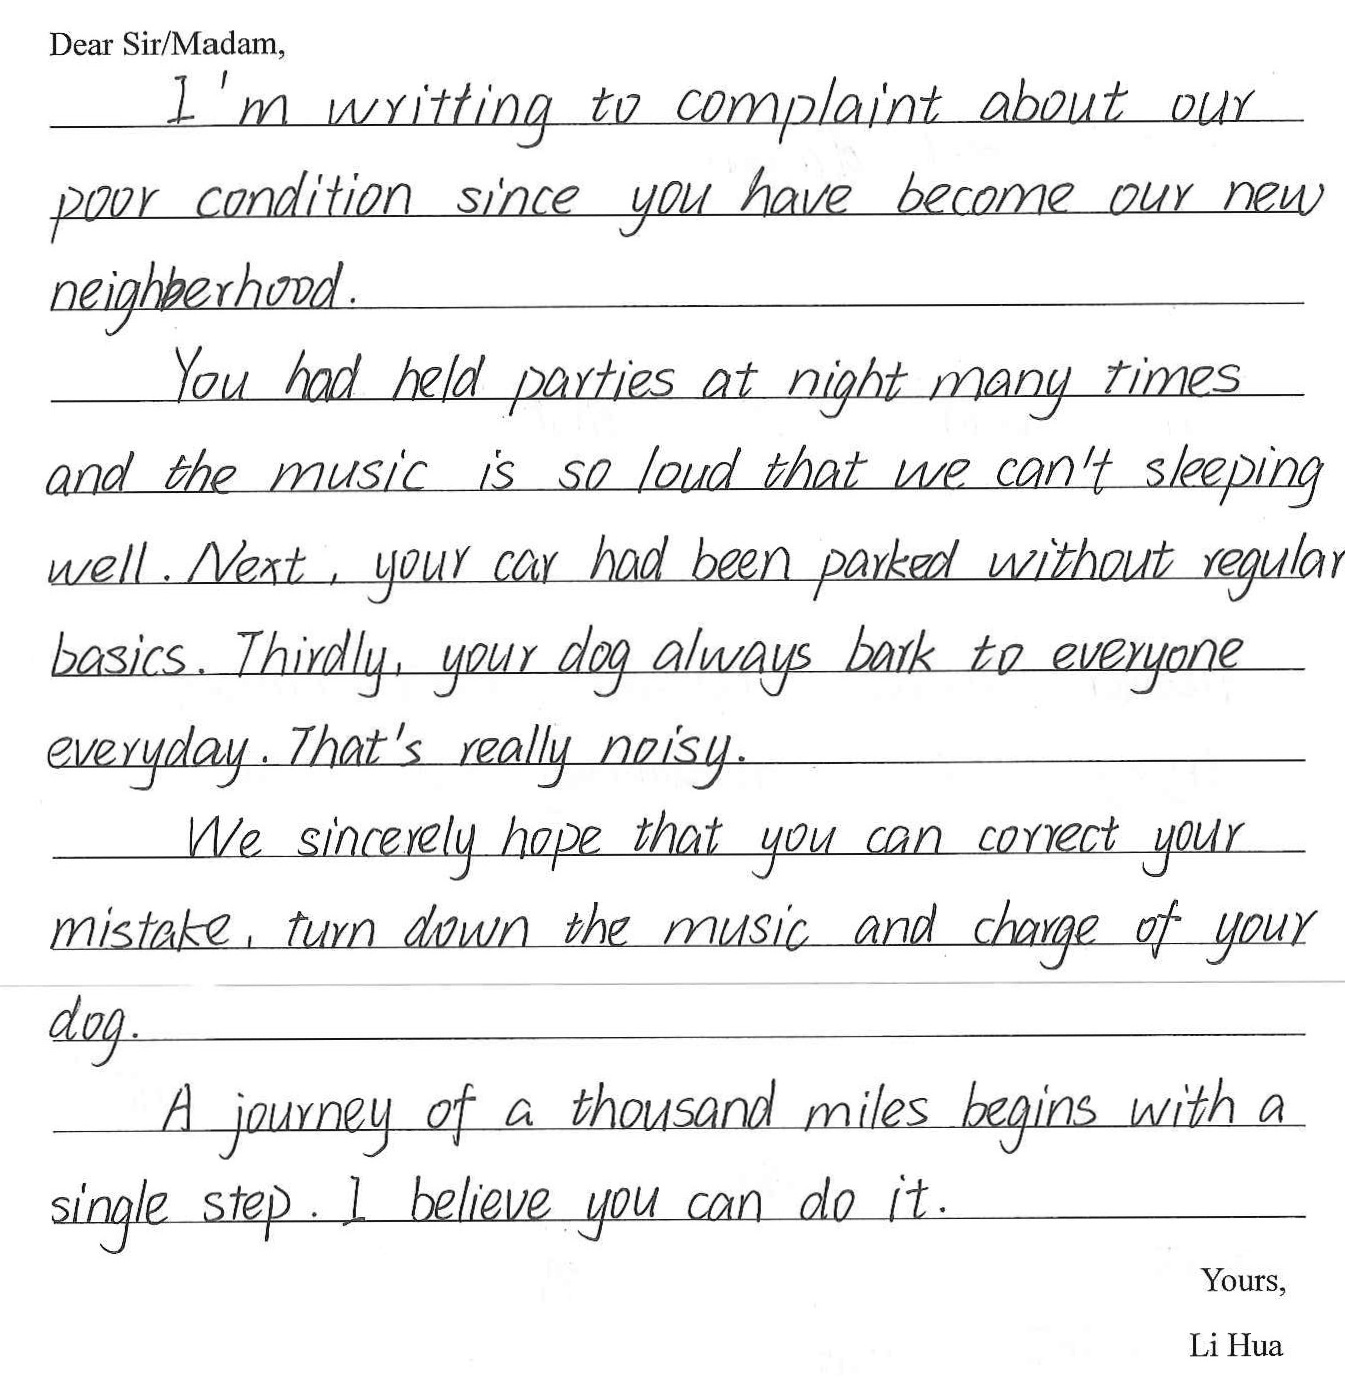 Dear Sir/Madam,
I'm writting to complaint about our
poor condition since you have become our new
neighberhood.
You had held parties at night many times
and the music is so loud that we can't sleeping
well. Next, your car had been parked without regular
basics. Thirdly, your dog always bark to everyone
everyday. That's really noisy.
We sincerely hope that you can correct your
mistake, turn down the music and charge of your
dog.
A journey of a thousand miles begins with a
single step. I believe you can do it.
Yours,
Li Hua